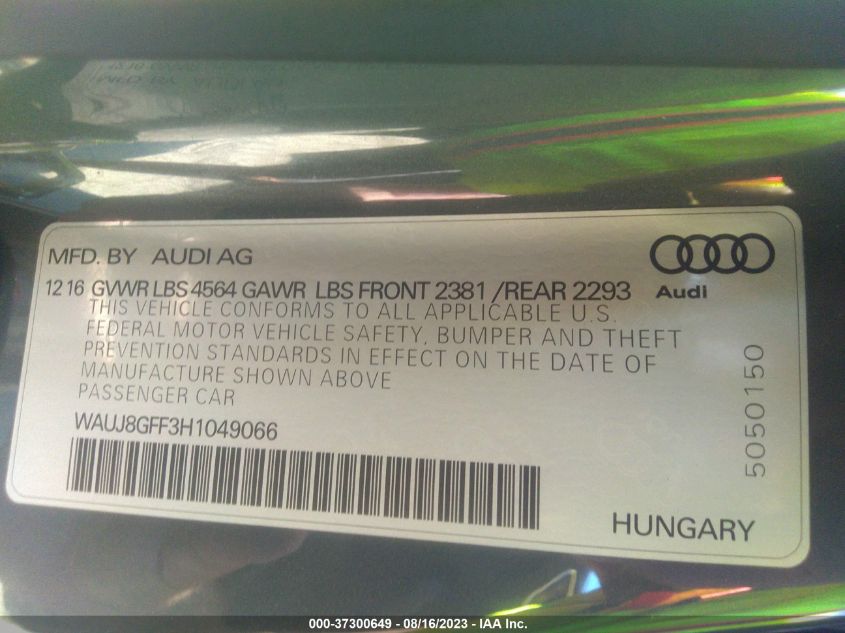 MFD. BY AUDI AG
12 16 GVWR LBS 4564 GAWR LBS FRONT 2381 /REAR 2293
Audi
THIS VEHICLE CONFORMS TO ALL APPLICABLE U.S.
FEDERAL MOTOR VEHICLE SAFETY, BUMPER AND THEFT
PREVENTION STANDARDS IN EFFECT ON THE DATE OF
MANUFACTURE SHOWN ABOVE
PASSENGER CAR
WAUJ8GFF3H1049066
5050150
HUNGARY
000-37300649 - 08/16/2023 - IAA Inc.